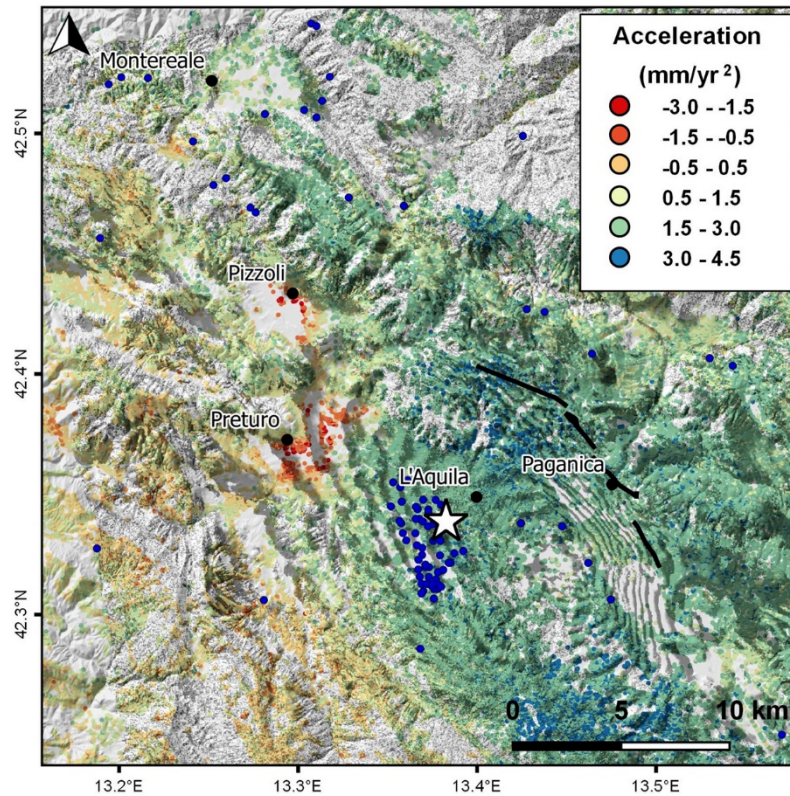 Acceleration
(mm/yr²)
-3.0 - -1.5
-1.5 - -0.5
-0.5 - 0.5
0.5 - 1.5
1.5 - 3.0
3.0 - 4.5
Montereale
42.5°N
Pizzoli
42.4°N
Preturo
L'Aquila
Paganica
42.3°N
0 5 10 km
13.2°E 13.3°E 13.4°E 13.5°E